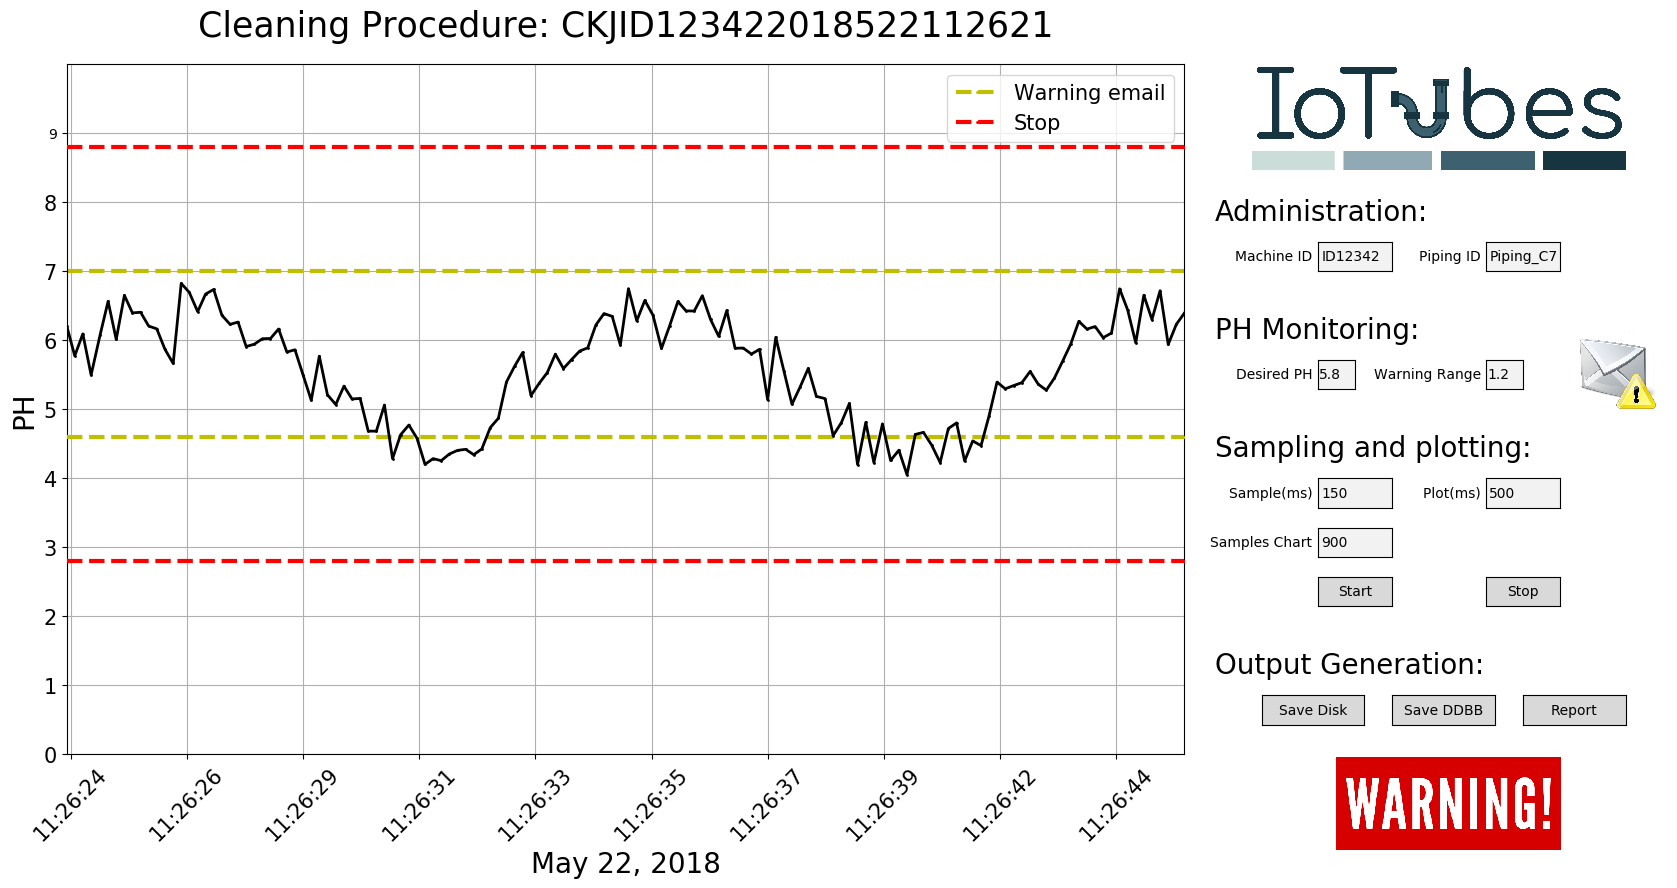 Cleaning Procedure: CKJID123422018522112621
Warning email
Stop
9
8
7
6
5
4
3
2
1
0
PH
11:26:24
11:26:26
11:26:29
11:26:31
11:26:33
11:26:35
11:26:37
11:26:39
11:26:42
11:26:44
May 22, 2018
IoTubes
Administration:
Machine ID ID12342 Piping ID Piping_C7
PH Monitoring:
Desired PH 5.8 Warning Range 1.2
Sampling and plotting:
Sample(ms) 150 Plot(ms) 500
Samples Chart 900
Start Stop
Output Generation:
Save Disk Save DDBB Report
WARNING!